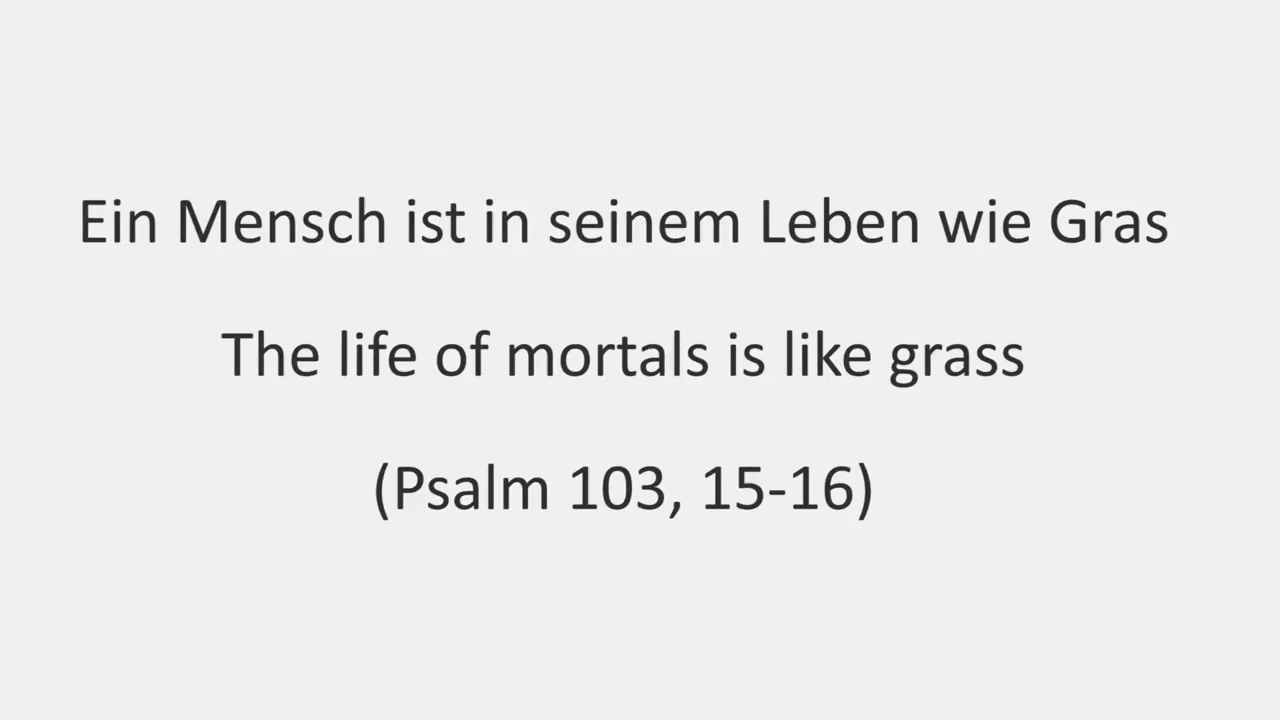 Ein Mensch ist in seinem Leben wie Gras
The life of mortals is like grass
(Psalm 103, 15-16)